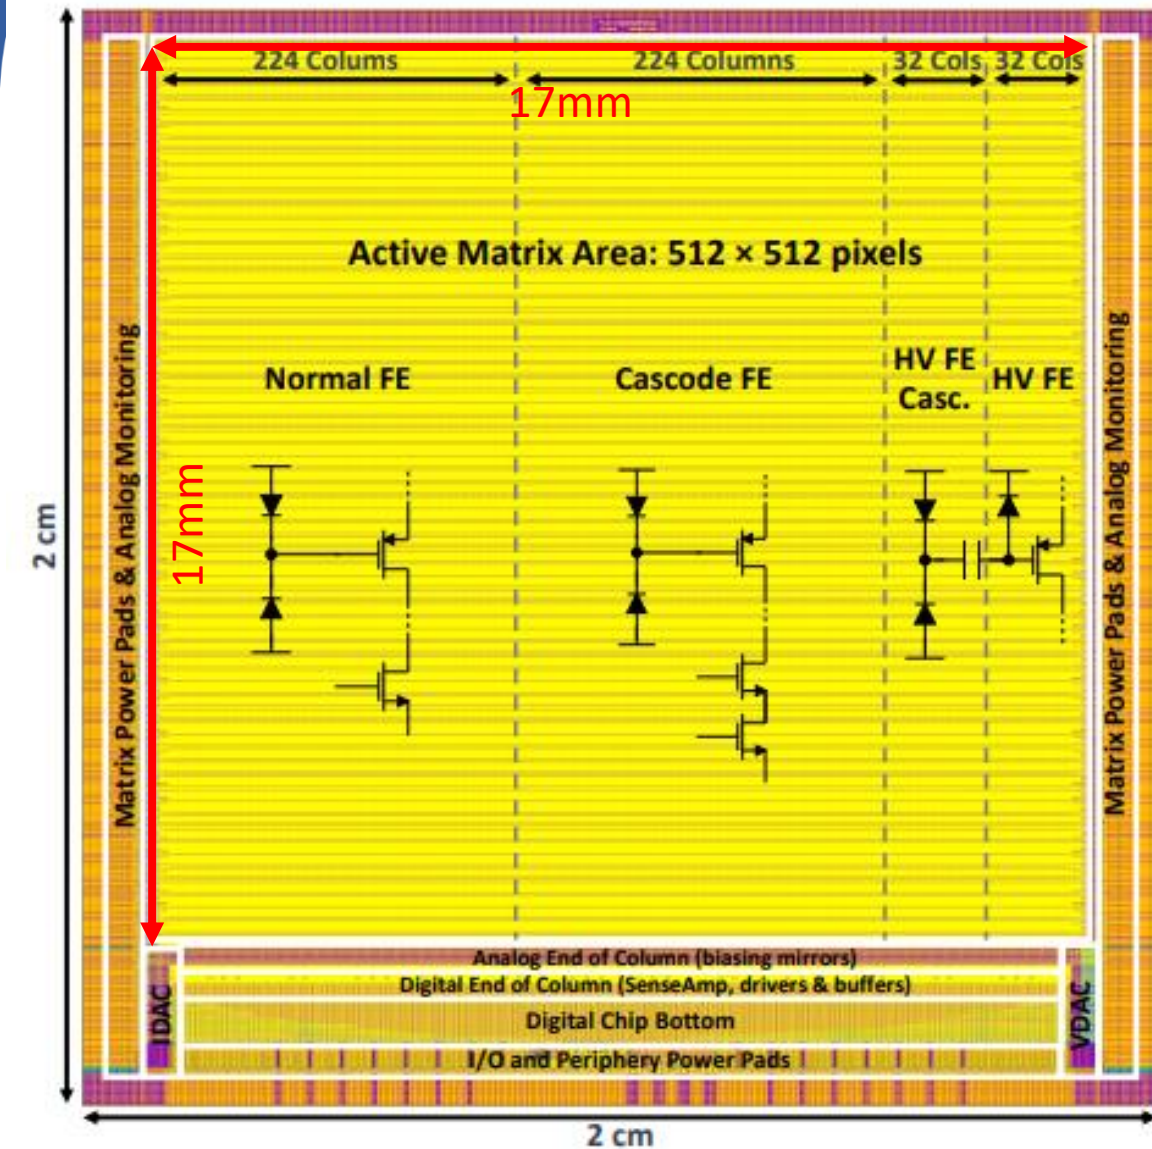 224 Colums
224 Columns
32 Cols
32 Cols
17mm
Active Matrix Area: 512 × 512 pixels
Normal FE
Cascode FE
HV FE
Casc.
HV FE
17mm
2 cm
Matrix Power Pads & Analog Monitoring
Matrix Power Pads & Analog Monitoring
Analog End of Column (biasing mirrors)
Digital End of Column (SenseAmp, drivers & buffers)
Digital Chip Bottom
I/O and Periphery Power Pads
IDAC
VDAC
2 cm